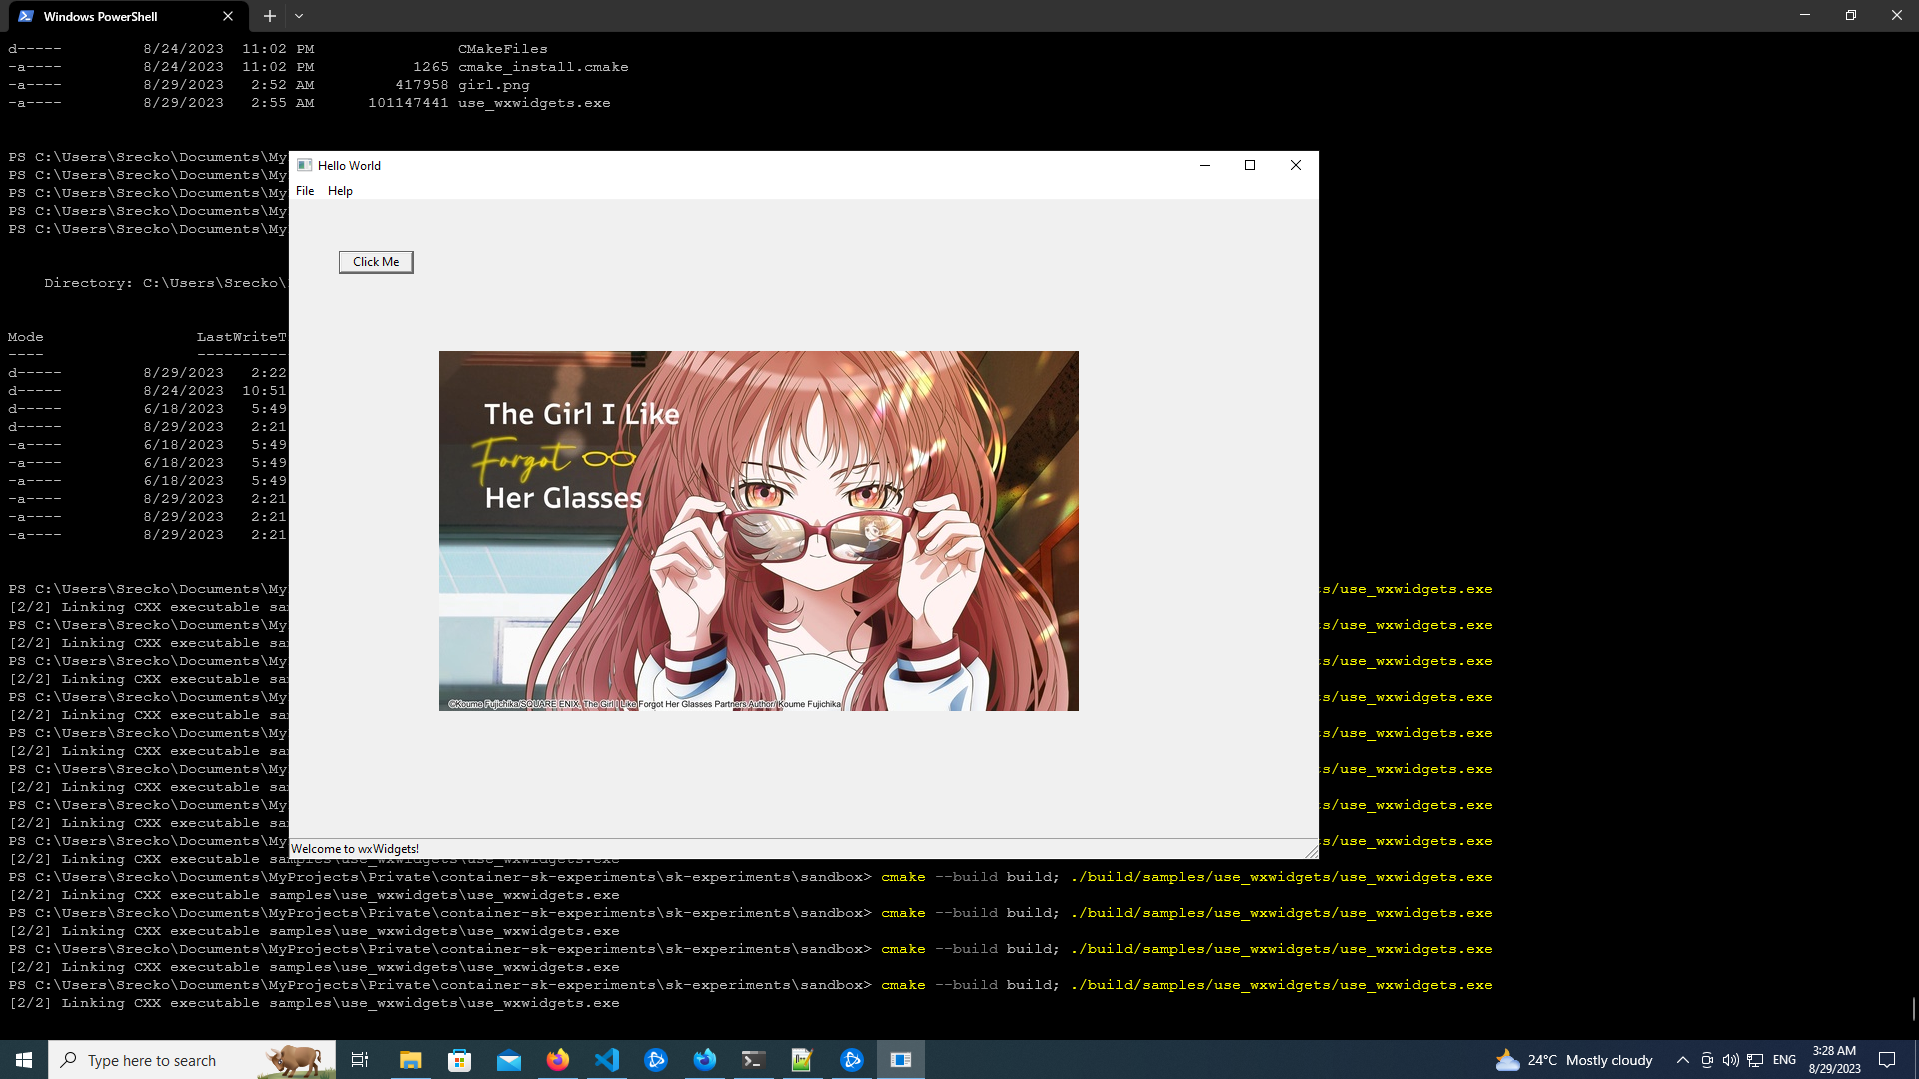 Windows PowerShell
d----- 8/24/2023 11:02 PM CMakeFiles
-a---- 8/24/2023 11:02 PM 1265 cmake_install.cmake
-a---- 8/29/2023 2:52 AM 417958 girl.png
-a---- 8/29/2023 2:55 AM 101147441 use_wxwidgets.exe
PS C:\Users\Srecko\Documents\My
PS C:\Users\Srecko\Documents\My
PS C:\Users\Srecko\Documents\My
PS C:\Users\Srecko\Documents\My
PS C:\Users\Srecko\Documents\My
Directory: C:\Users\Srecko\
Mode LastWriteT
---- ----------
d----- 8/29/2023 2:22
d----- 8/24/2023 10:51
d----- 6/18/2023 5:49
d----- 8/29/2023 2:21
-a---- 6/18/2023 5:49
-a---- 6/18/2023 5:49
-a---- 6/18/2023 5:49
-a---- 8/29/2023 2:21
-a---- 8/29/2023 2:21
-a---- 8/29/2023 2:21
Hello World
File Help
Click Me
The Girl I Like
Forgot
Her Glasses
©Koume Fujichika/SQUARE ENIX, The Girl I Like Forgot Her Glasses Partners Author/ Koume Fujichika
Welcome to wxWidgets!
PS C:\Users\Srecko\Documents\My ts/use_wxwidgets.exe
[2/2] Linking CXX executable sam
PS C:\Users\Srecko\Documents\My ts/use_wxwidgets.exe
[2/2] Linking CXX executable sam
PS C:\Users\Srecko\Documents\My ts/use_wxwidgets.exe
[2/2] Linking CXX executable sam
PS C:\Users\Srecko\Documents\My ts/use_wxwidgets.exe
[2/2] Linking CXX executable sam
PS C:\Users\Srecko\Documents\My ts/use_wxwidgets.exe
[2/2] Linking CXX executable sam
PS C:\Users\Srecko\Documents\My ts/use_wxwidgets.exe
[2/2] Linking CXX executable sam
PS C:\Users\Srecko\Documents\My ts/use_wxwidgets.exe
[2/2] Linking CXX executable sam
PS C:\Users\Srecko\Documents\My ts/use_wxwidgets.exe
[2/2] Linking CXX executable samples\use_wxwidgets\use_wxwidgets.exe
PS C:\Users\Srecko\Documents\MyProjects\Private\container-sk-experiments\sk-experiments\sandbox> cmake --build build; ./build/samples/use_wxwidgets/use_wxwidgets.exe
[2/2] Linking CXX executable samples\use_wxwidgets\use_wxwidgets.exe
PS C:\Users\Srecko\Documents\MyProjects\Private\container-sk-experiments\sk-experiments\sandbox> cmake --build build; ./build/samples/use_wxwidgets/use_wxwidgets.exe
[2/2] Linking CXX executable samples\use_wxwidgets\use_wxwidgets.exe
PS C:\Users\Srecko\Documents\MyProjects\Private\container-sk-experiments\sk-experiments\sandbox> cmake --build build; ./build/samples/use_wxwidgets/use_wxwidgets.exe
[2/2] Linking CXX executable samples\use_wxwidgets\use_wxwidgets.exe
PS C:\Users\Srecko\Documents\MyProjects\Private\container-sk-experiments\sk-experiments\sandbox> cmake --build build; ./build/samples/use_wxwidgets/use_wxwidgets.exe
[2/2] Linking CXX executable samples\use_wxwidgets\use_wxwidgets.exe
Type here to search
24°C Mostly cloudy
ENG
3:28 AM
8/29/2023